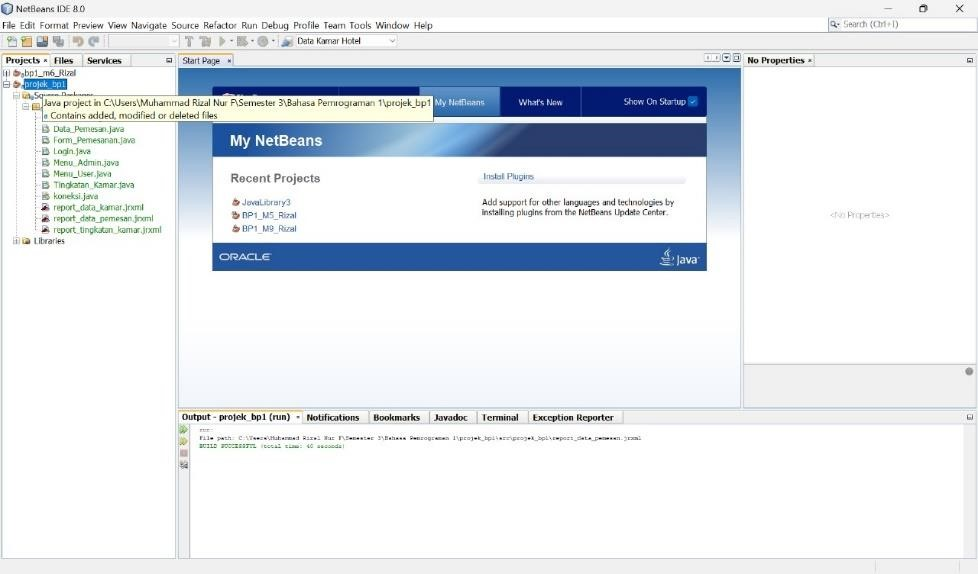 NetBeans IDE 8.0
File Edit Format Preview View Navigate Source Refactor Run Debug Profile Team Tools Window Help
Search (Ctrl+I)
Data Kamar Hotel
Projects Files Services
Start Page
No Properties
bp1_m6_Rizal
projek_bp1
Java project in C:\Users\Muhammad Rizal Nur F\Semester 3\Bahasa Pemrograman 1\projek_bp1
Contains added, modified or deleted files
Data_Pemesan.java
Form_Pemesanan.java
Login.java
Menu_Admin.java
Menu_User.java
Tingkatan_Kamar.java
koneksi.java
report_data_kamar.jrxml
report_data_pemesan.jrxml
report_tingkatan_kamar.jrxml
Libraries
My NetBeans
What's New
Show On Startup
My NetBeans
Recent Projects
JavaLibrary3
BP1_M5_Rizal
BP1_M9_Rizal
Install Plugins
Add support for other languages and technologies by
installing plugins from the NetBeans Update Center.
ORACLE
Java
<No Properties>
Output - projek_bp1 (run) Notifications Bookmarks Javadoc Terminal Exception Reporter
run:
File path: C:\Users\Muhammad Rizal Nur F\Semester 3\Bahasa Pemrograman 1\projek_bp1\src\projek_bp1\report_data_pemesan.jrxml
BUILD SUCCESSFUL (total time: 46 seconds)